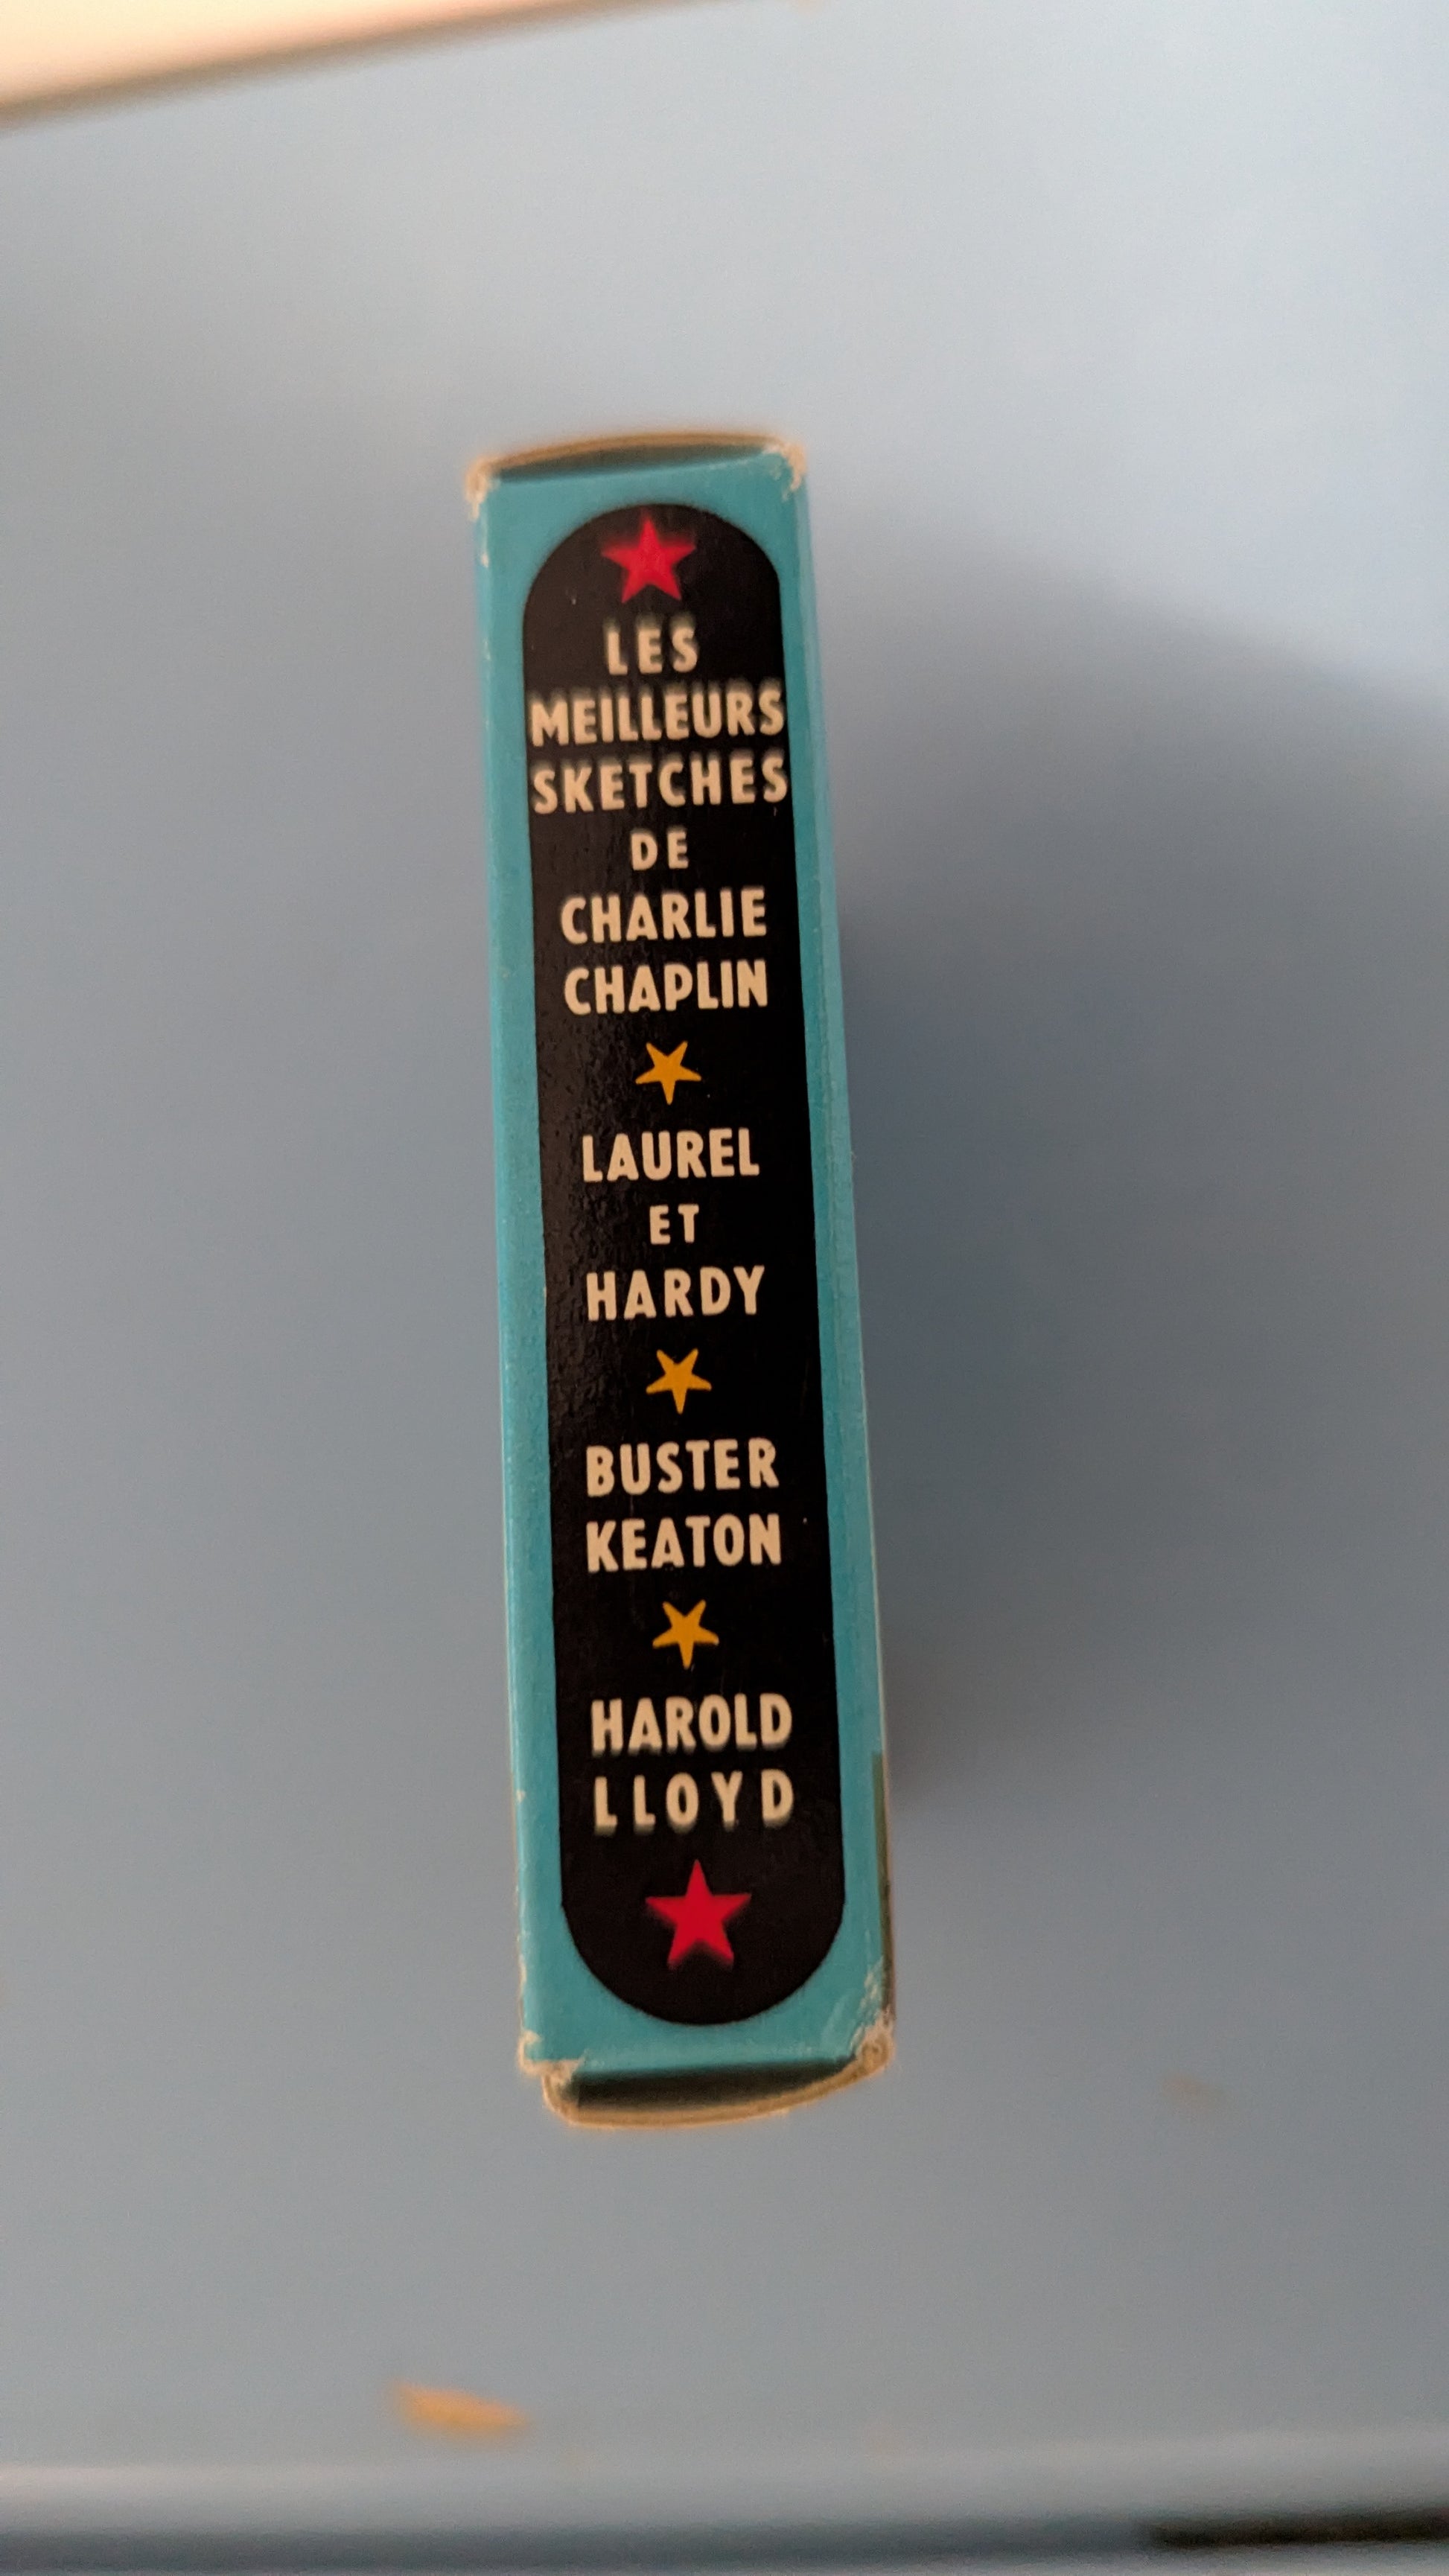 LES
MEILLEURS
SKETCHES
DE
CHARLIE
CHAPLIN
LAUREL
ET
HARDY
BUSTER
KEATON
HAROLD
LLOYD